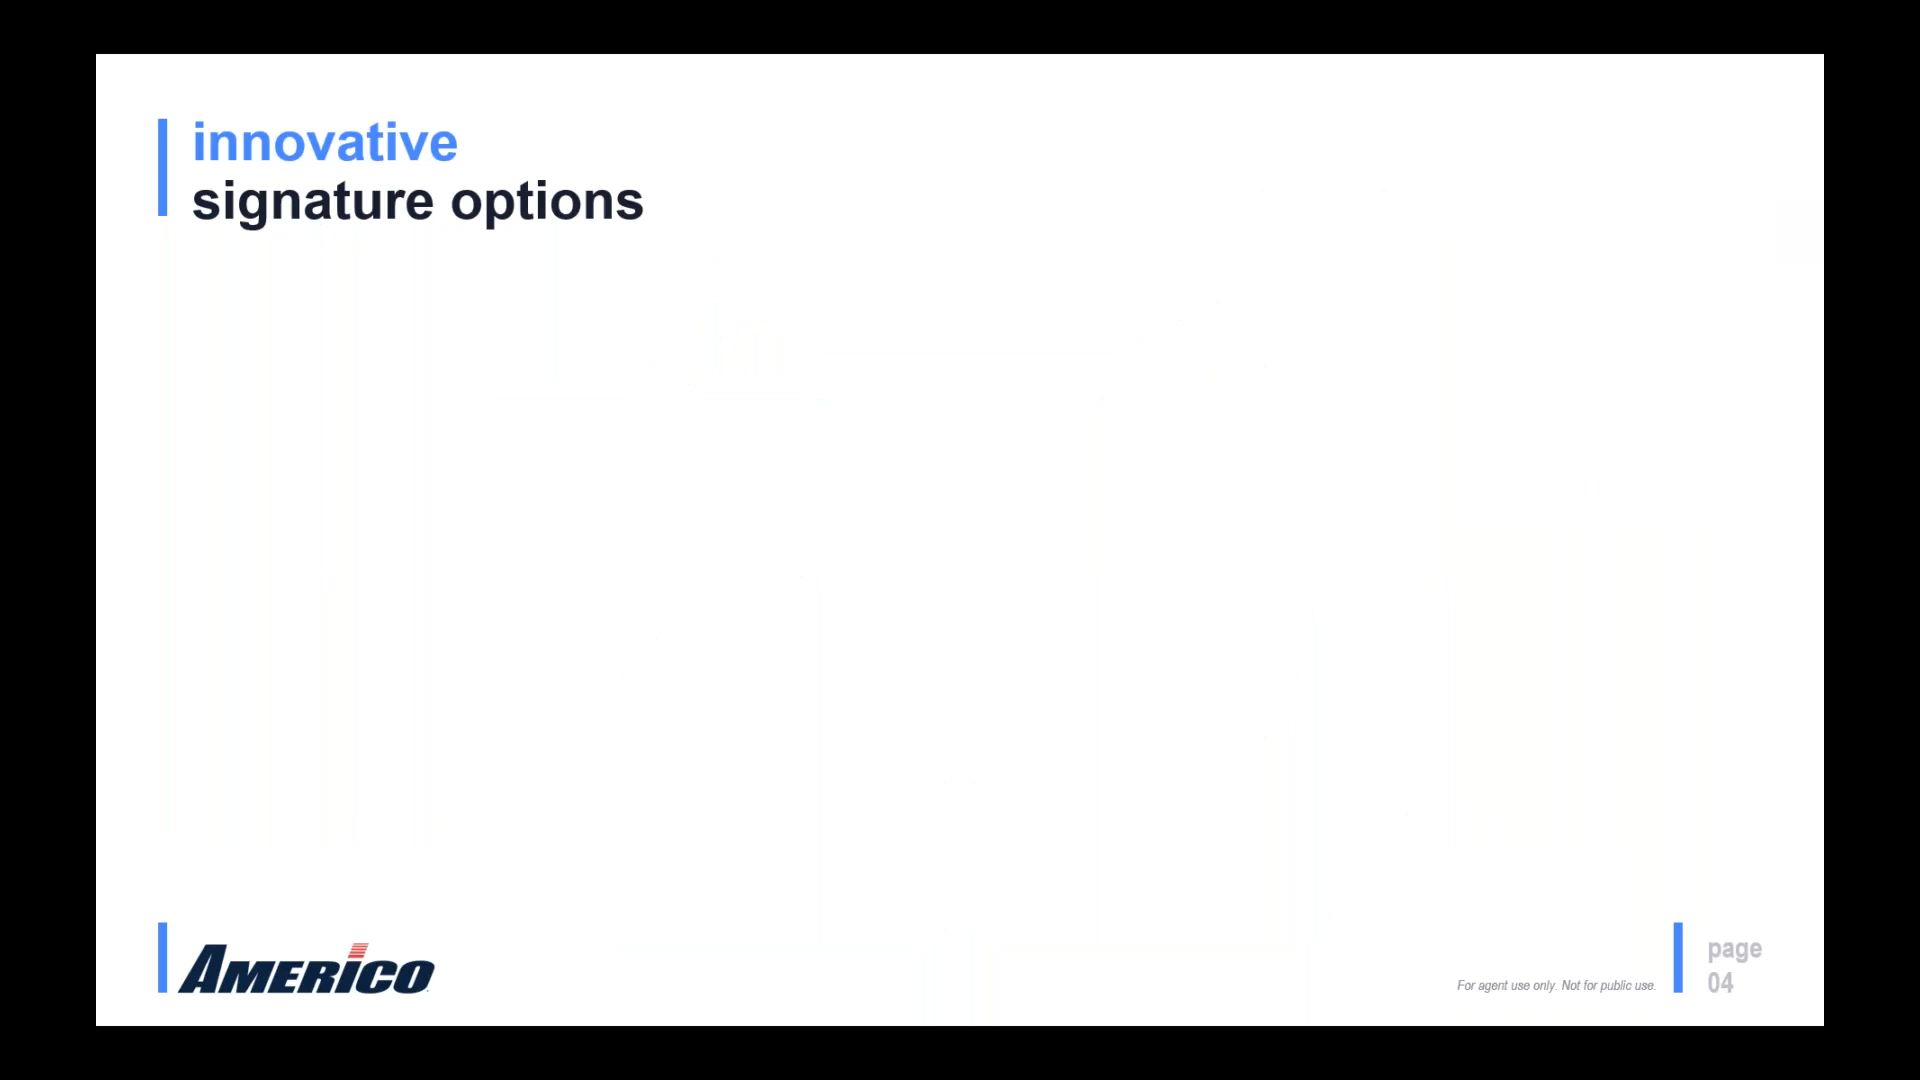 innovative
signature options
AMERICO
For agent use only. Not for public use.
page
04